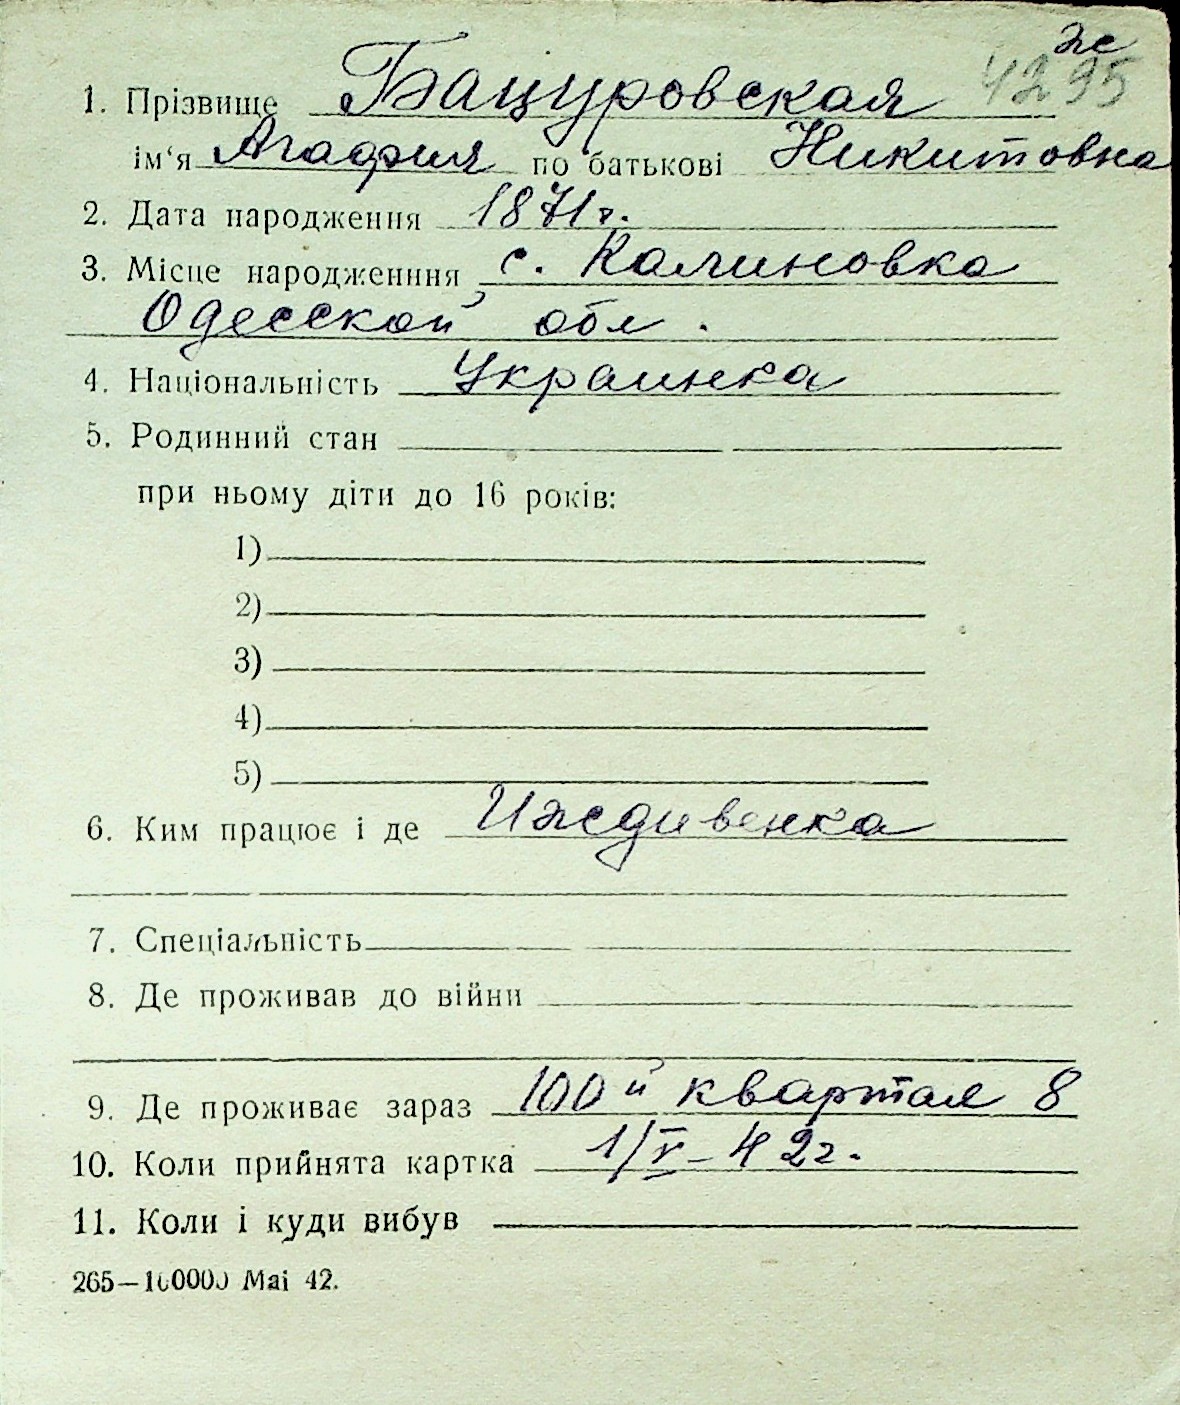 ж
4295
1. Прізвище Бацуровская
ім‘я Агафия по батькові Никитовна
2. Дата народження 1871 г.
3. Місце народженння с. Калиновка
Одесской обл.
4. Національність Украинка
5. Родинний стан
при ньому діти до 16 років:
1)
2)
3)
4)
5)
6. Ким працює і де Иждивенка
7. Спеціальність
8. Де проживав до війни
9. Де проживає зараз 100й квартал 8
10. Коли прийнята картка 1/V-42г.
11. Коли і куди вибув
265—100000 Mai 42.